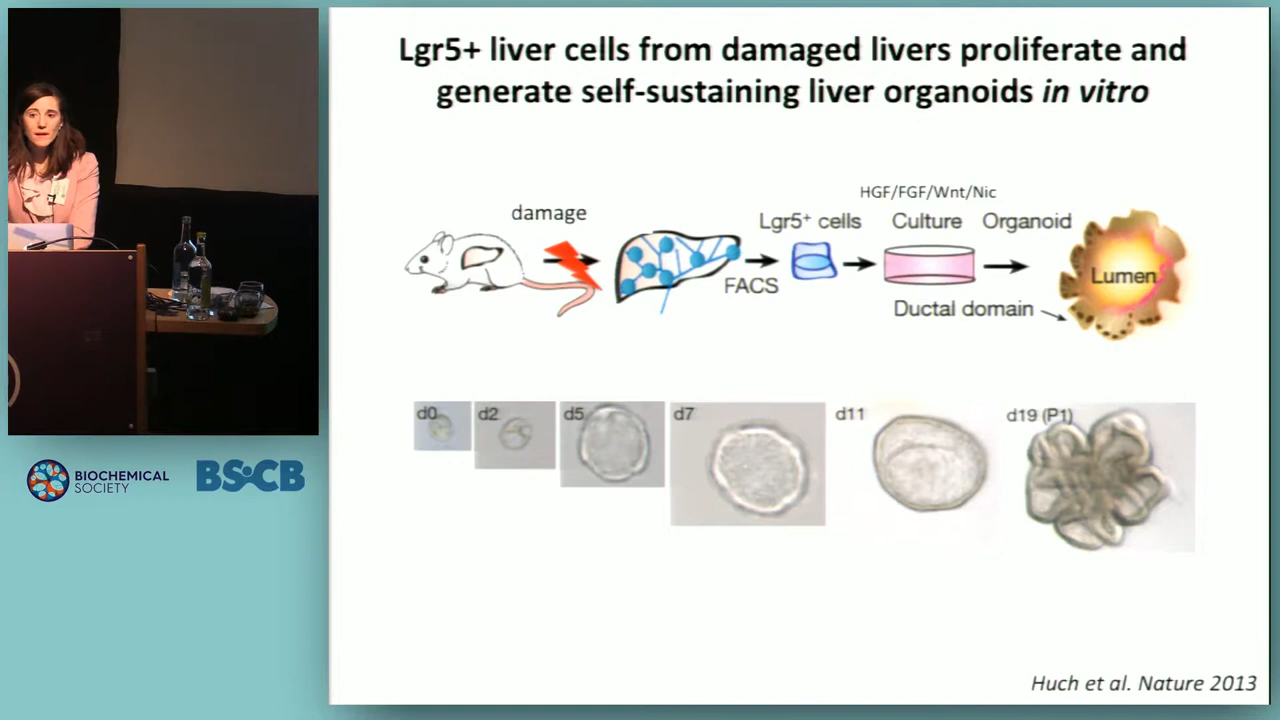 Lgr5+ liver cells from damaged livers proliferate and
generate self-sustaining liver organoids in vitro
HGF/FGF/Wnt/Nic
damage
Lgr5⁺ cells
Culture
Organoid
FACS
Lumen
Ductal domain
d0
d2
d5
d7
d11
d19 (P1)
BIOCHEMICAL
SOCIETY
BSCB
Huch et al. Nature 2013